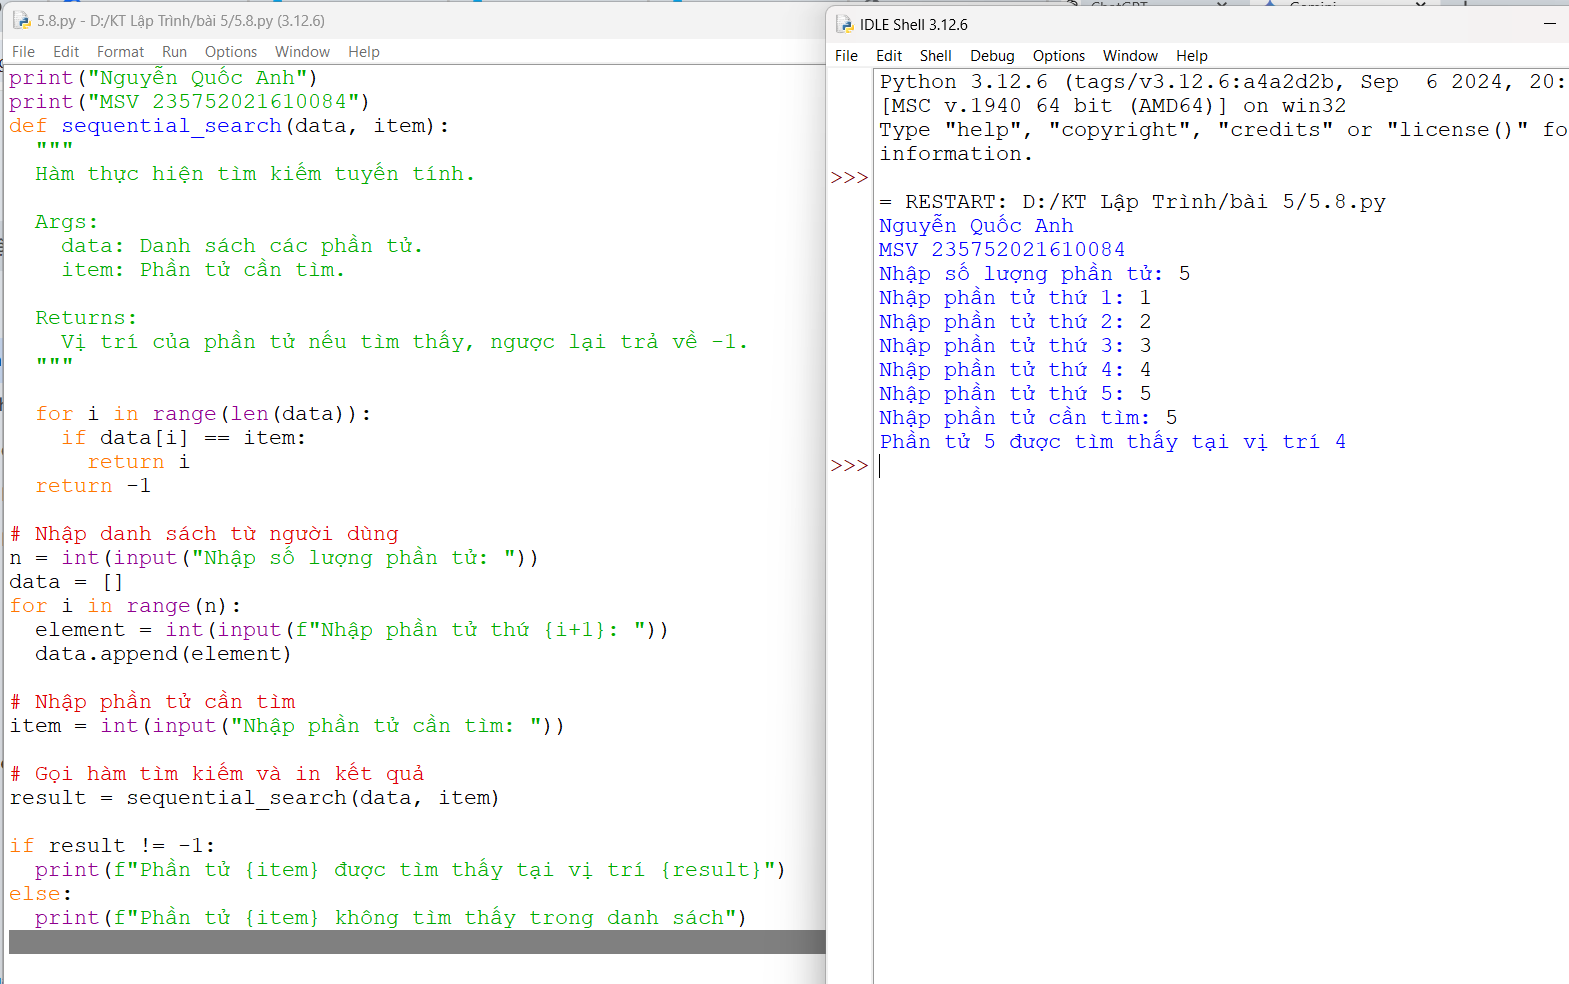 ChatGPT
Gemini
5.8.py - D:/KT Lập Trình/bài 5/5.8.py (3.12.6)
File Edit Format Run Options Window Help
print("Nguyễn Quốc Anh")
print("MSV 235752021610084")
def sequential_search(data, item):
  """
  Hàm thực hiện tìm kiếm tuyến tính.
  Args:
    data: Danh sách các phần tử.
    item: Phần tử cần tìm.
  Returns:
    Vị trí của phần tử nếu tìm thấy, ngược lại trả về -1.
  """
  for i in range(len(data)):
    if data[i] == item:
      return i
  return -1
# Nhập danh sách từ người dùng
n = int(input("Nhập số lượng phần tử: "))
data = []
for i in range(n):
  element = int(input(f"Nhập phần tử thứ {i+1}: "))
  data.append(element)
# Nhập phần tử cần tìm
item = int(input("Nhập phần tử cần tìm: "))
# Gọi hàm tìm kiếm và in kết quả
result = sequential_search(data, item)
if result != -1:
  print(f"Phần tử {item} được tìm thấy tại vị trí {result}")
else:
  print(f"Phần tử {item} không tìm thấy trong danh sách")
IDLE Shell 3.12.6
File Edit Shell Debug Options Window Help
Python 3.12.6 (tags/v3.12.6:a4a2d2b, Sep  6 2024, 20:
[MSC v.1940 64 bit (AMD64)] on win32
Type "help", "copyright", "credits" or "license()" fo
information.
>>>
= RESTART: D:/KT Lập Trình/bài 5/5.8.py
Nguyễn Quốc Anh
MSV 235752021610084
Nhập số lượng phần tử: 5
Nhập phần tử thứ 1: 1
Nhập phần tử thứ 2: 2
Nhập phần tử thứ 3: 3
Nhập phần tử thứ 4: 4
Nhập phần tử thứ 5: 5
Nhập phần tử cần tìm: 5
Phần tử 5 được tìm thấy tại vị trí 4
>>>